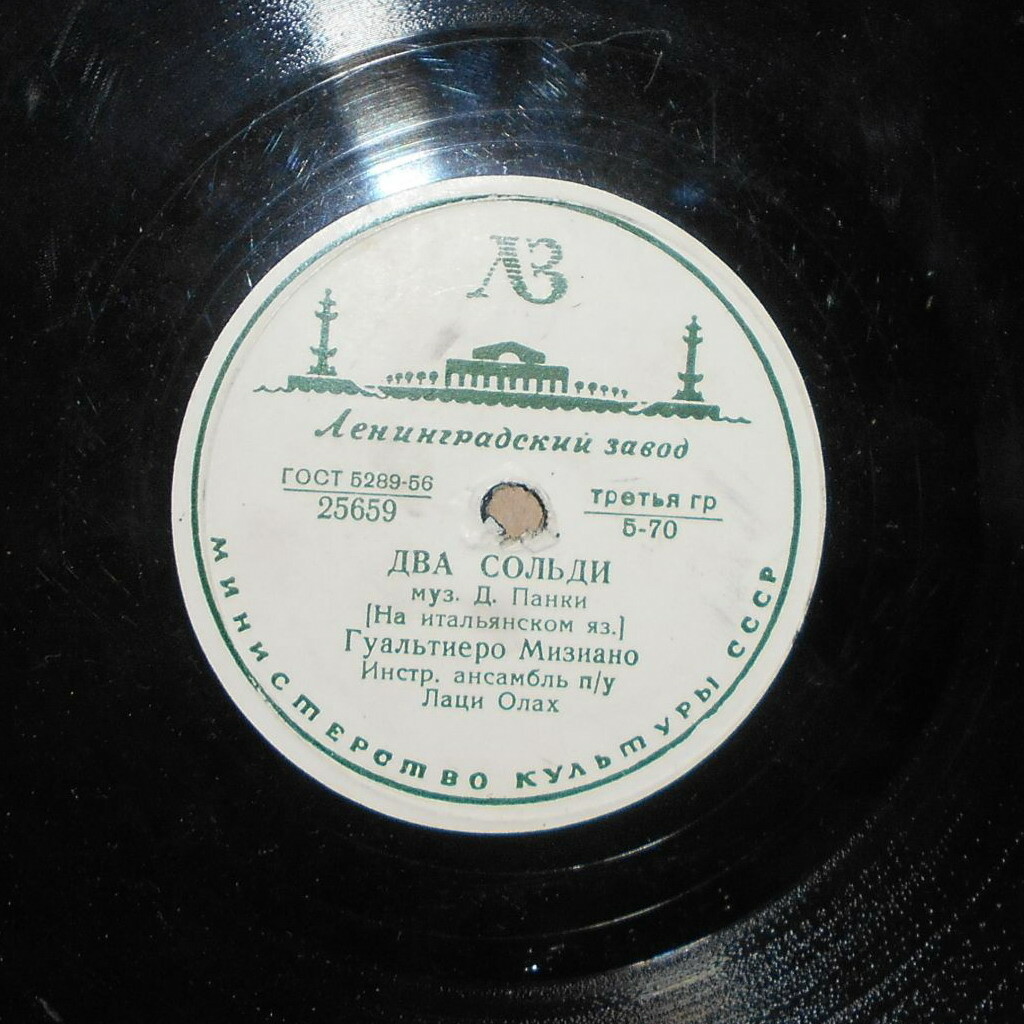 ЛЗ
Ленинградский завод
ГОСТ 5289-56
25659
третья гр
5-70
ДВА СОЛЬДИ
муз. Д. Панки
[На итальянском яз.]
Гуальтиеро Мизиано
Инстр. ансамбль п/у
Лаци Олах
МИНИСТЕРСТВО КУЛЬТУРЫ СССР